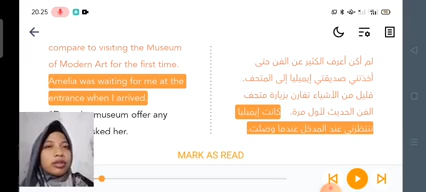 20.25
compare to visiting the Museum
of Modern Art for the first time.
Amelia was waiting for me at the
entrance when I arrived.
museum offer any
asked her.
لم أكن أعرف الكثير عن الفن حتى
أخذتني صديقتي إيميليا إلى المتحف.
قليل من الأشياء تقارن بزيارة متحف
الفن الحديث لأول مرة. كانت إيميليا
تنتظرني عند المدخل عندما وصلت.
MARK AS READ